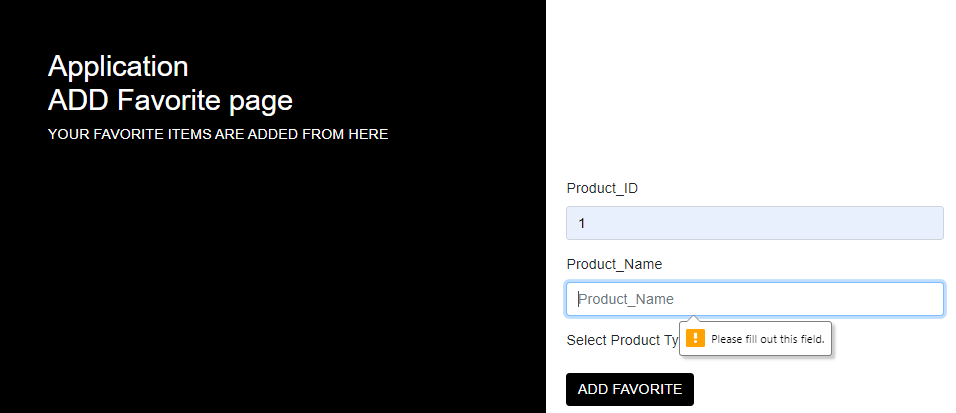 Application
ADD Favorite page
YOUR FAVORITE ITEMS ARE ADDED FROM HERE
Product_ID
1
Product_Name
Product_Name
Select Product Ty
Please fill out this field.
ADD FAVORITE